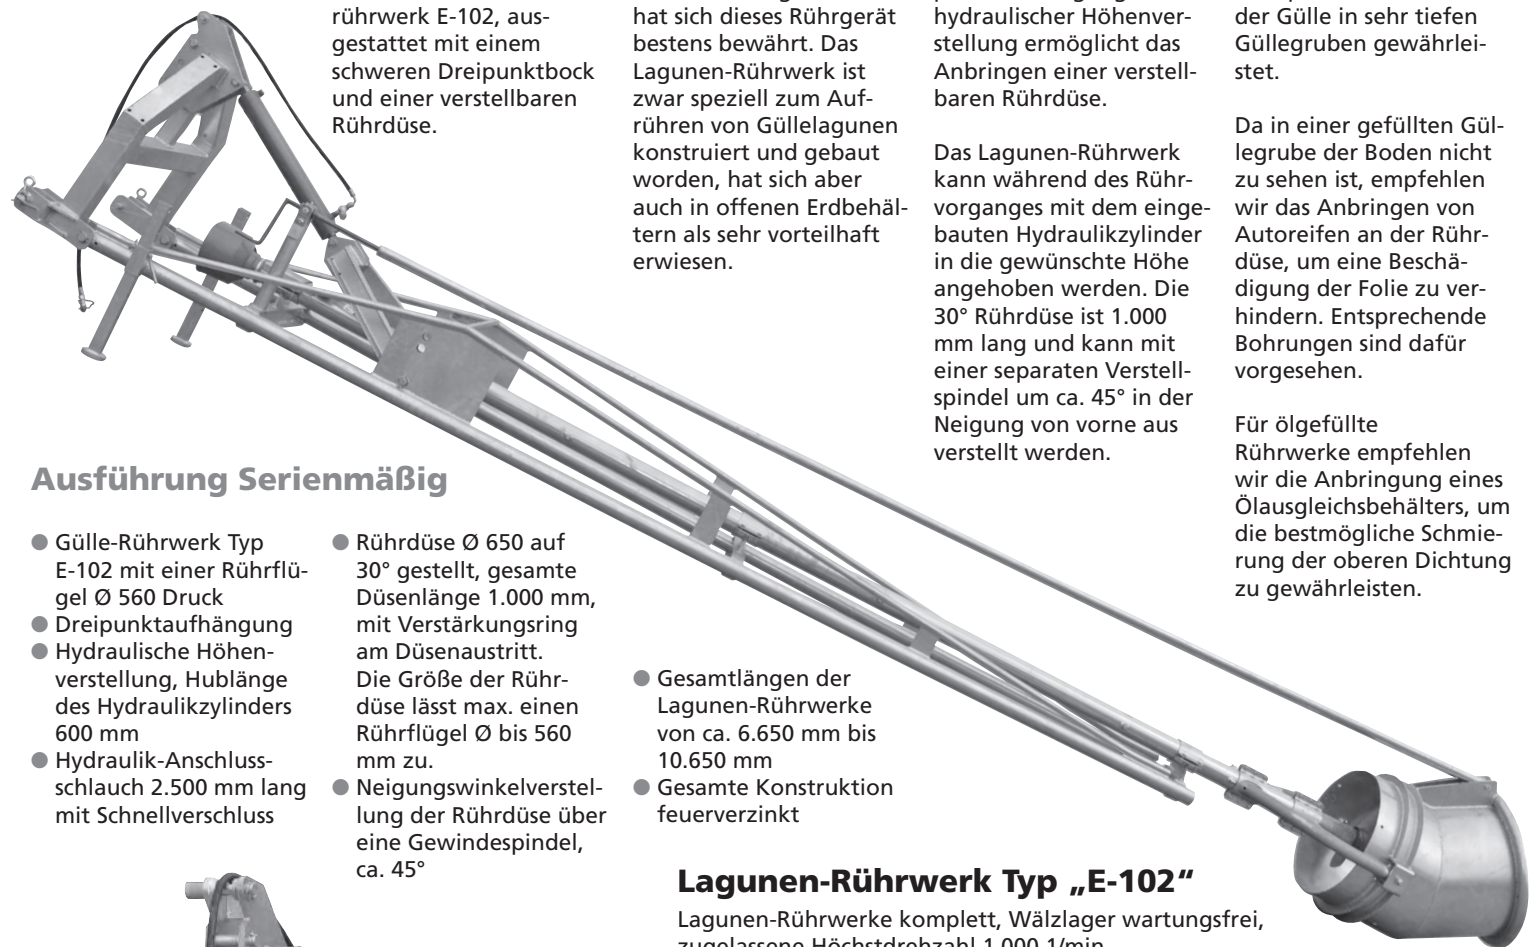 rührwerk E-102, aus-
gestattet mit einem
schweren Dreipunktbock
und einer verstellbaren
Rührdüse.
hat sich dieses Rührgerät
bestens bewährt. Das
Lagunen-Rührwerk ist
zwar speziell zum Auf-
rühren von Güllelagunen
konstruiert und gebaut
worden, hat sich aber
auch in offenen Erdbehäl-
tern als sehr vorteilhaft
erwiesen.
hydraulischer Höhenver-
stellung ermöglicht das
Anbringen einer verstell-
baren Rührdüse.
Das Lagunen-Rührwerk
kann während des Rühr-
vorganges mit dem einge-
bauten Hydraulikzylinder
in die gewünschte Höhe
angehoben werden. Die
30° Rührdüse ist 1.000
mm lang und kann mit
einer separaten Verstell-
spindel um ca. 45° in der
Neigung von vorne aus
verstellt werden.
der Gülle in sehr tiefen
Güllegruben gewährlei-
stet.
Da in einer gefüllten Gül-
legrube der Boden nicht
zu sehen ist, empfehlen
wir das Anbringen von
Autoreifen an der Rühr-
düse, um eine Beschä-
digung der Folie zu ver-
hindern. Entsprechende
Bohrungen sind dafür
vorgesehen.
Für ölgefüllte
Rührwerke empfehlen
wir die Anbringung eines
Ölausgleichsbehälters, um
die bestmögliche Schmie-
rung der oberen Dichtung
zu gewährleisten.
Ausführung Serienmäßig
● Gülle-Rührwerk Typ
E-102 mit einer Rührflü-
gel Ø 560 Druck
● Dreipunktaufhängung
● Hydraulische Höhen-
verstellung, Hublänge
des Hydraulikzylinders
600 mm
● Hydraulik-Anschluss-
schlauch 2.500 mm lang
mit Schnellverschluss
● Rührdüse Ø 650 auf
30° gestellt, gesamte
Düsenlänge 1.000 mm,
mit Verstärkungsring
am Düsenaustritt.
Die Größe der Rühr-
düse lässt max. einen
Rührflügel Ø bis 560
mm zu.
● Neigungswinkelverstel-
lung der Rührdüse über
eine Gewindespindel,
ca. 45°
● Gesamtlängen der
Lagunen-Rührwerke
von ca. 6.650 mm bis
10.650 mm
● Gesamte Konstruktion
feuerverzinkt
Lagunen-Rührwerk Typ „E-102“
Lagunen-Rührwerke komplett, Wälzlager wartungsfrei,
zugelassene Höchstdrehzahl 1.000 1/min